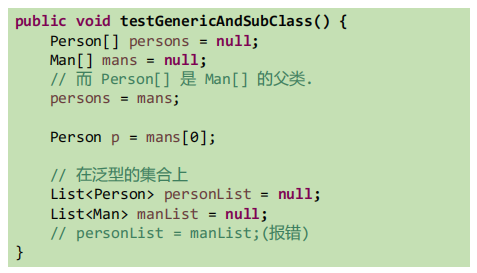 public void testGenericAndSubClass() {
    Person[] persons = null;
    Man[] mans = null;
    // 而 Person[] 是 Man[] 的父类.
    persons = mans;

    Person p = mans[0];

    // 在泛型的集合上
    List<Person> personList = null;
    List<Man> manList = null;
    // personList = manList;(报错)
}